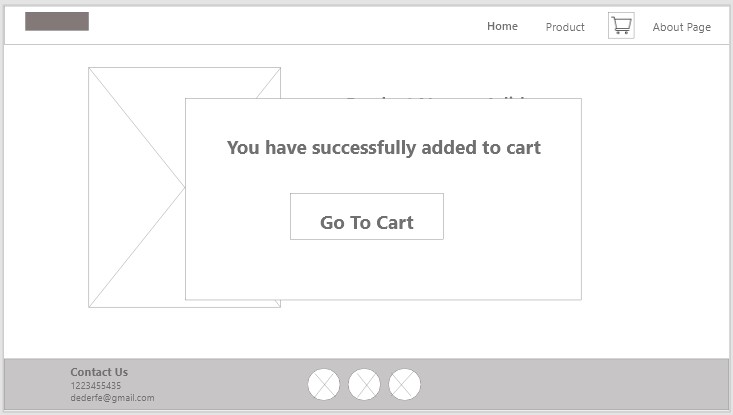 Home
Product
About Page
You have successfully added to cart
Go To Cart
Contact Us
1223455435
dederfe@gmail.com